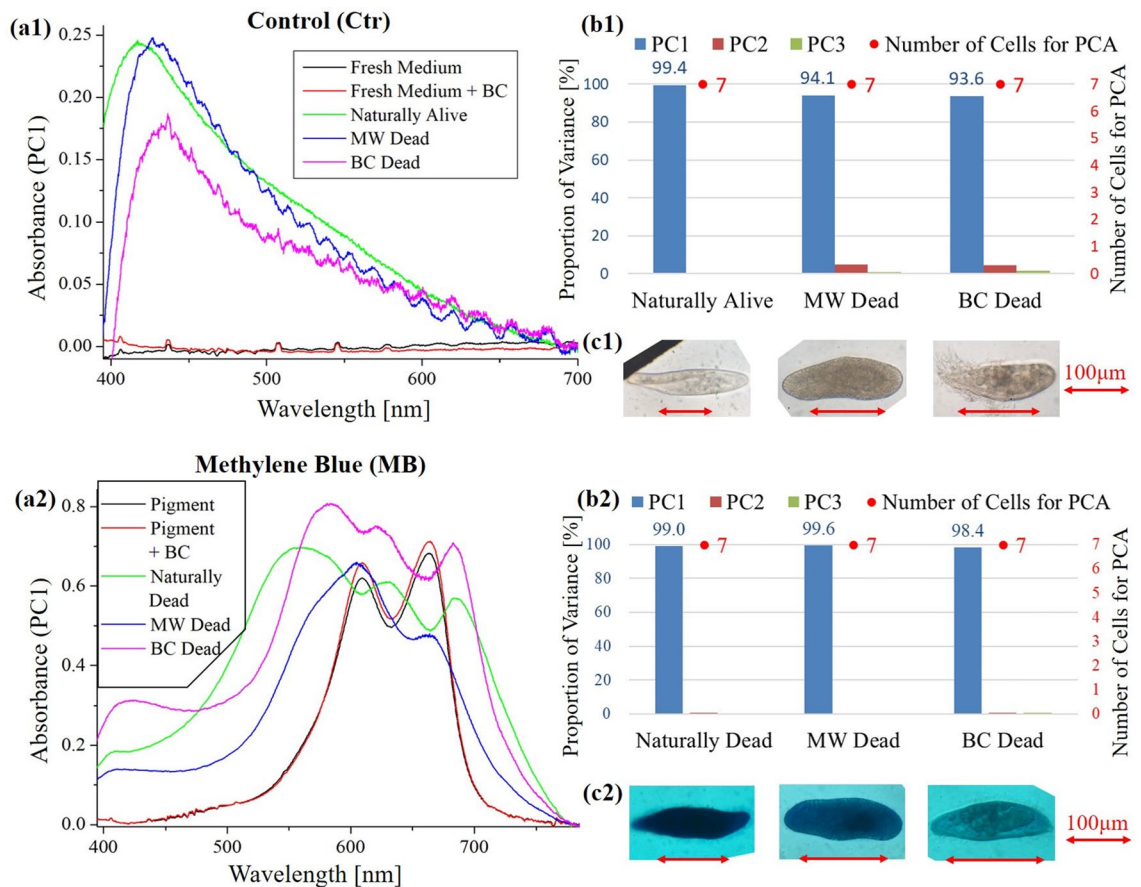 (a1)
Control (Ctr)
Absorbance (PC1)
0.25
0.20
0.15
0.10
0.05
0.00
Fresh Medium
Fresh Medium + BC
Naturally Alive
MW Dead
BC Dead
400
500
600
700
Wavelength [nm]
(b1)
PC1
PC2
PC3
Number of Cells for PCA
Proportion of Variance [%]
100
80
60
40
20
0
99.4
7
94.1
7
93.6
7
7
6
5
4
3
2
1
0
Number of Cells for PCA
Naturally Alive
MW Dead
BC Dead
(c1)
100μm
Methylene Blue (MB)
(a2)
Absorbance (PC1)
0.8
0.6
0.4
0.2
0.0
Pigment
Pigment
+ BC
Naturally
Dead
MW Dead
BC Dead
400
500
600
700
Wavelength [nm]
(b2)
PC1
PC2
PC3
Number of Cells for PCA
Proportion of Variance [%]
100
80
60
40
20
0
99.0
7
99.6
7
98.4
7
7
6
5
4
3
2
1
0
Number of Cells for PCA
Naturally Dead
MW Dead
BC Dead
(c2)
100μm